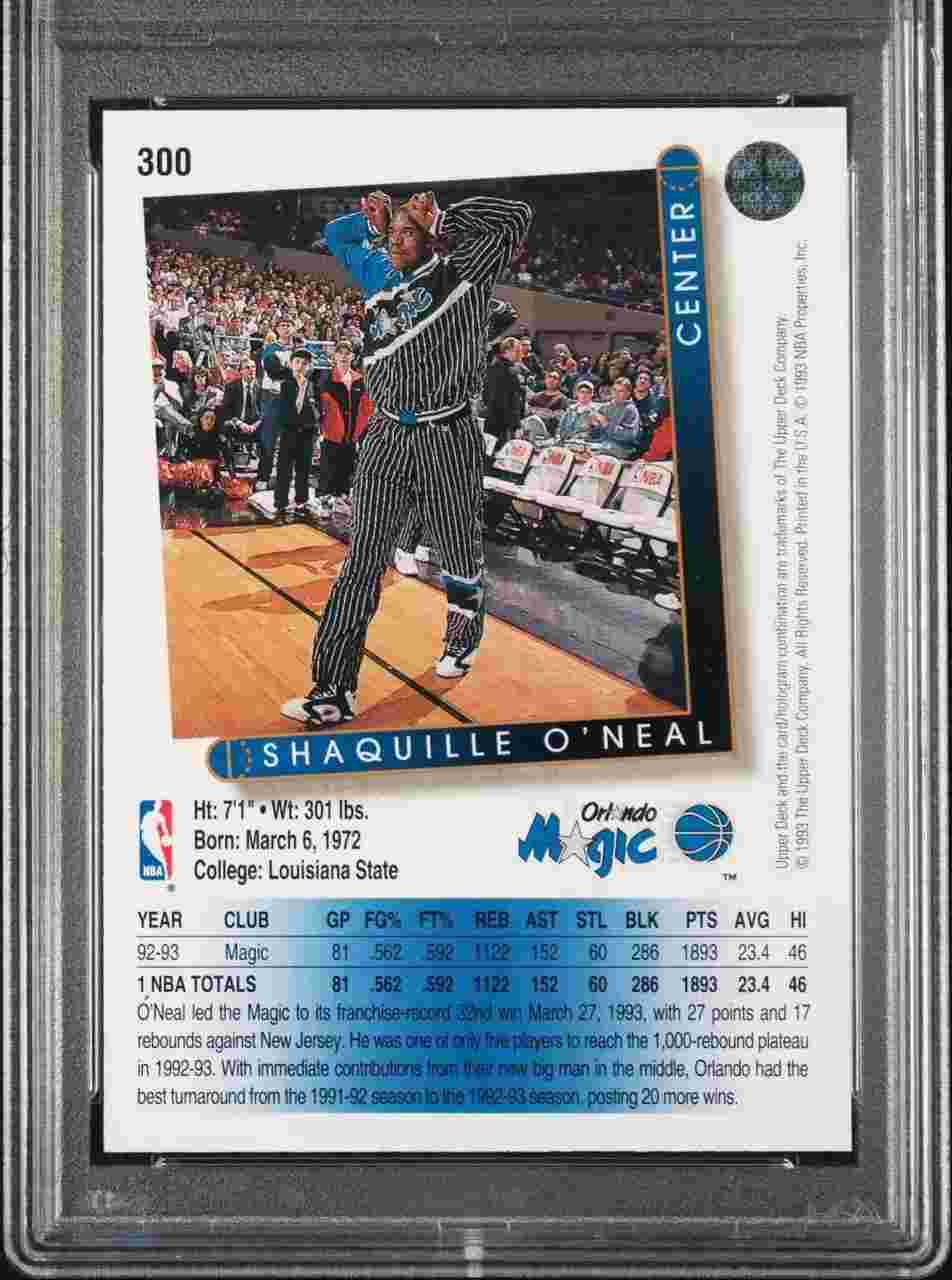 300
CENTER
SHAQUILLE O'NEAL
Upper Deck and the card/hologram combination are trademarks of The Upper Deck Company.
© 1993 The Upper Deck Company. All Rights Reserved. Printed in the U.S.A. © 1993 NBA Properties, Inc.
NBA
®
Ht: 7'1" • Wt: 301 lbs.
Born: March 6, 1972
College: Louisiana State
Orlando
Magic
TM
YEAR CLUB GP FG% FT% REB AST STL BLK PTS AVG HI
92-93 Magic 81 .562 .592 1122 152 60 286 1893 23.4 46
1 NBA TOTALS 81 .562 .592 1122 152 60 286 1893 23.4 46
O'Neal led the Magic to its franchise-record 32nd win March 27, 1993, with 27 points and 17
rebounds against New Jersey. He was one of only five players to reach the 1,000-rebound plateau
in 1992-93. With immediate contributions from their new big man in the middle, Orlando had the
best turnaround from the 1991-92 season to the 1992-93 season, posting 20 more wins.